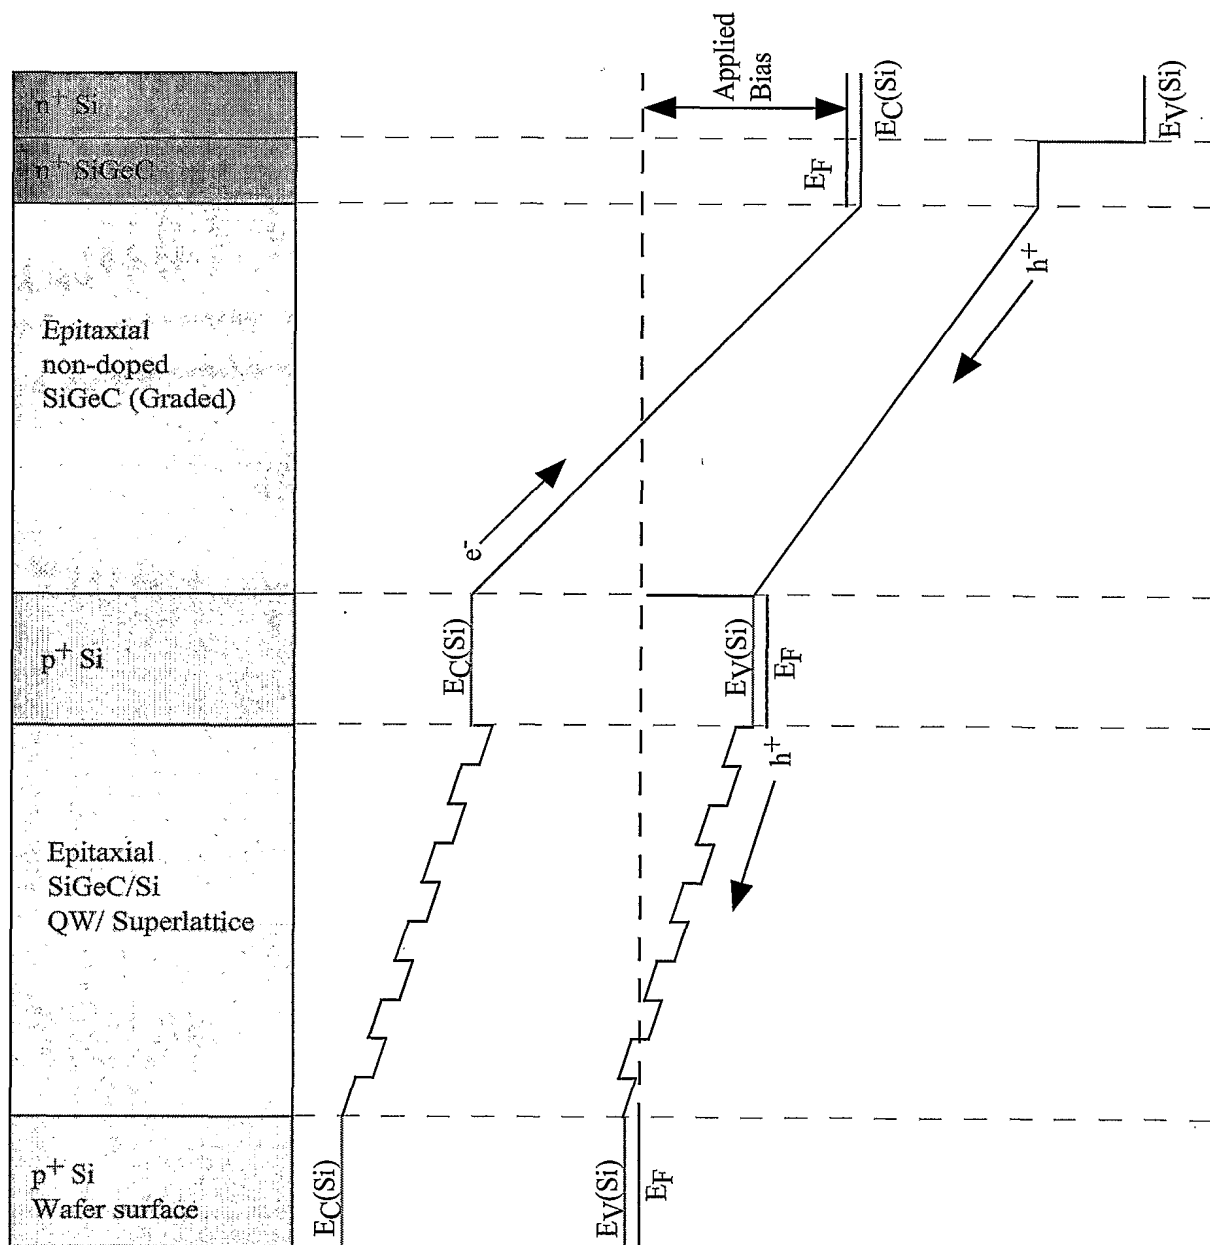 n+ Si
n+ SiGeC
Epitaxial
non-doped
SiGeC (Graded)
p+ Si
Epitaxial
SiGeC/Si
QW/ Superlattice
p+ Si
Wafer surface
Applied
Bias
EF
EC(Si)
EV(Si)
h+
e-
EC(Si)
EV(Si)
EF
h+
EC(Si)
EV(Si)
EF